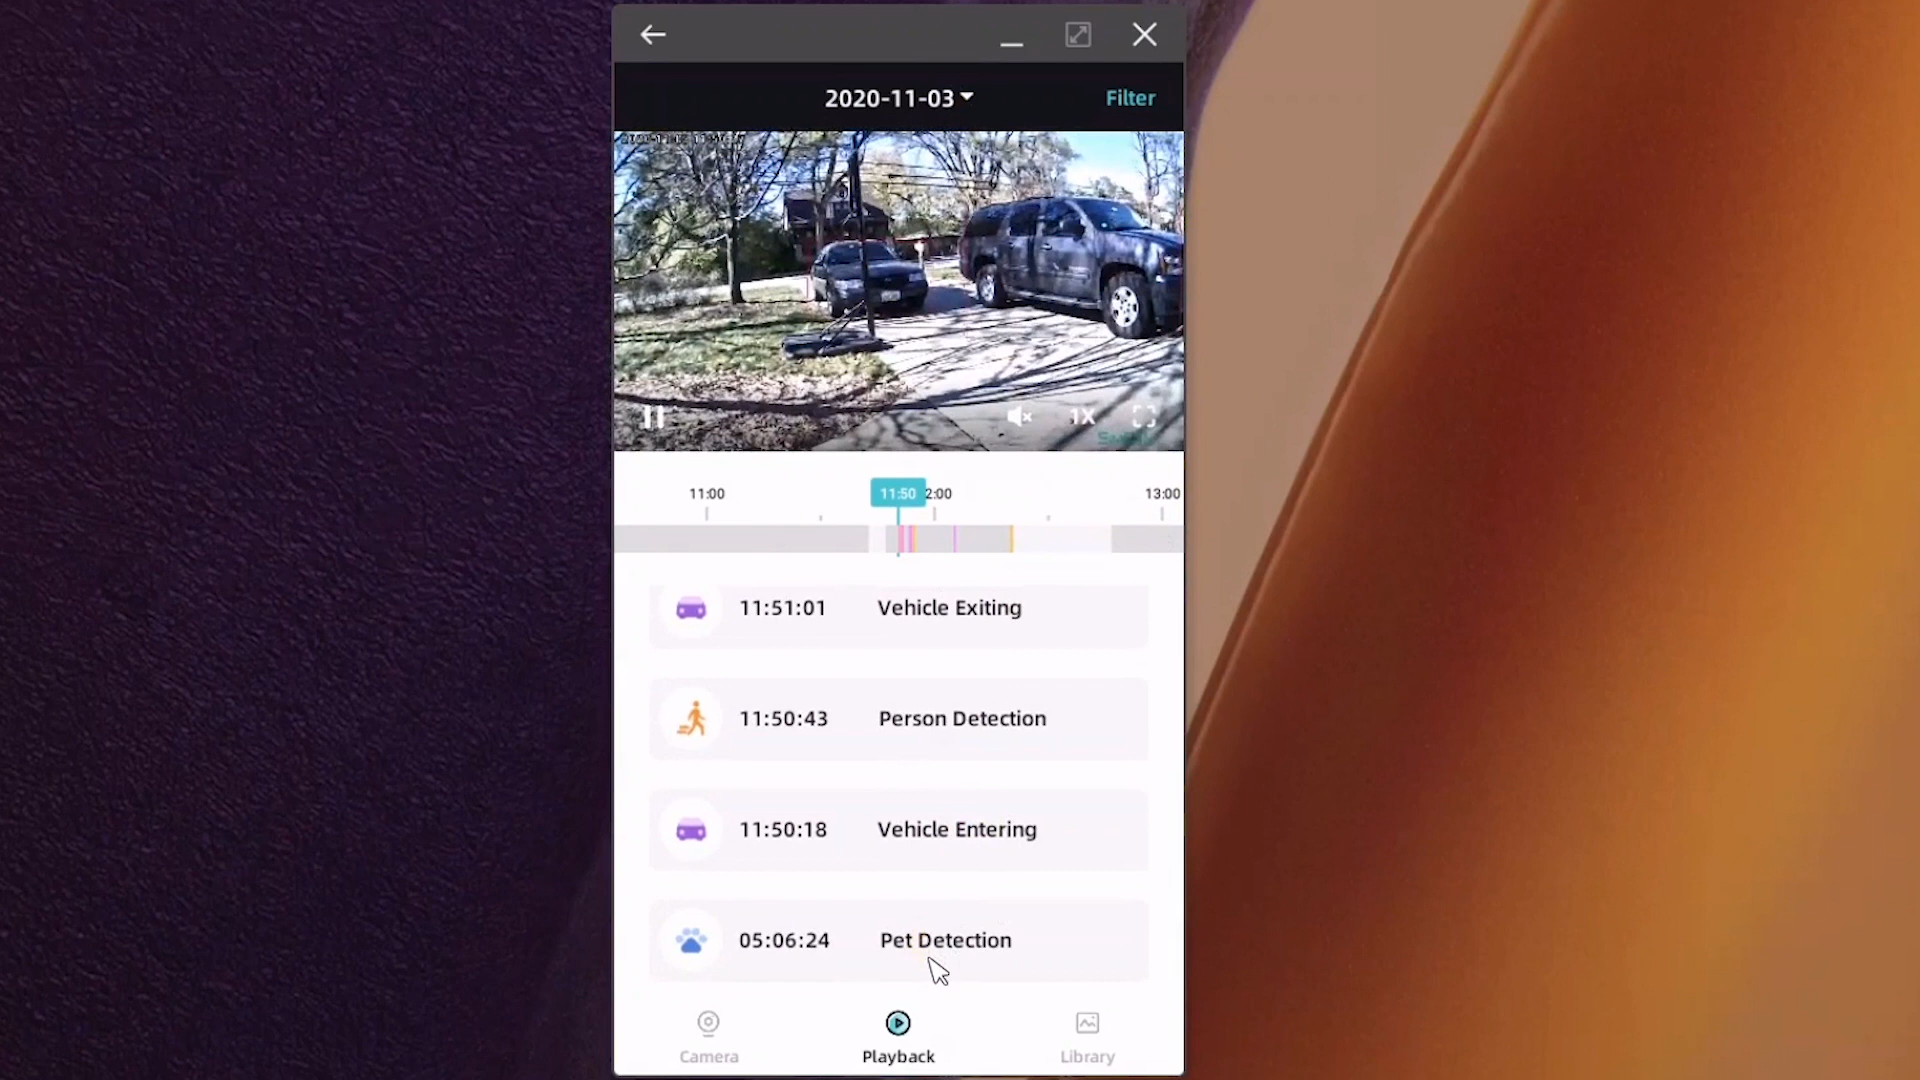 2020-11-03
Filter
1X
11:00
11:50
2:00
13:00
11:51:01 Vehicle Exiting
11:50:43 Person Detection
11:50:18 Vehicle Entering
05:06:24 Pet Detection
Camera
Playback
Library